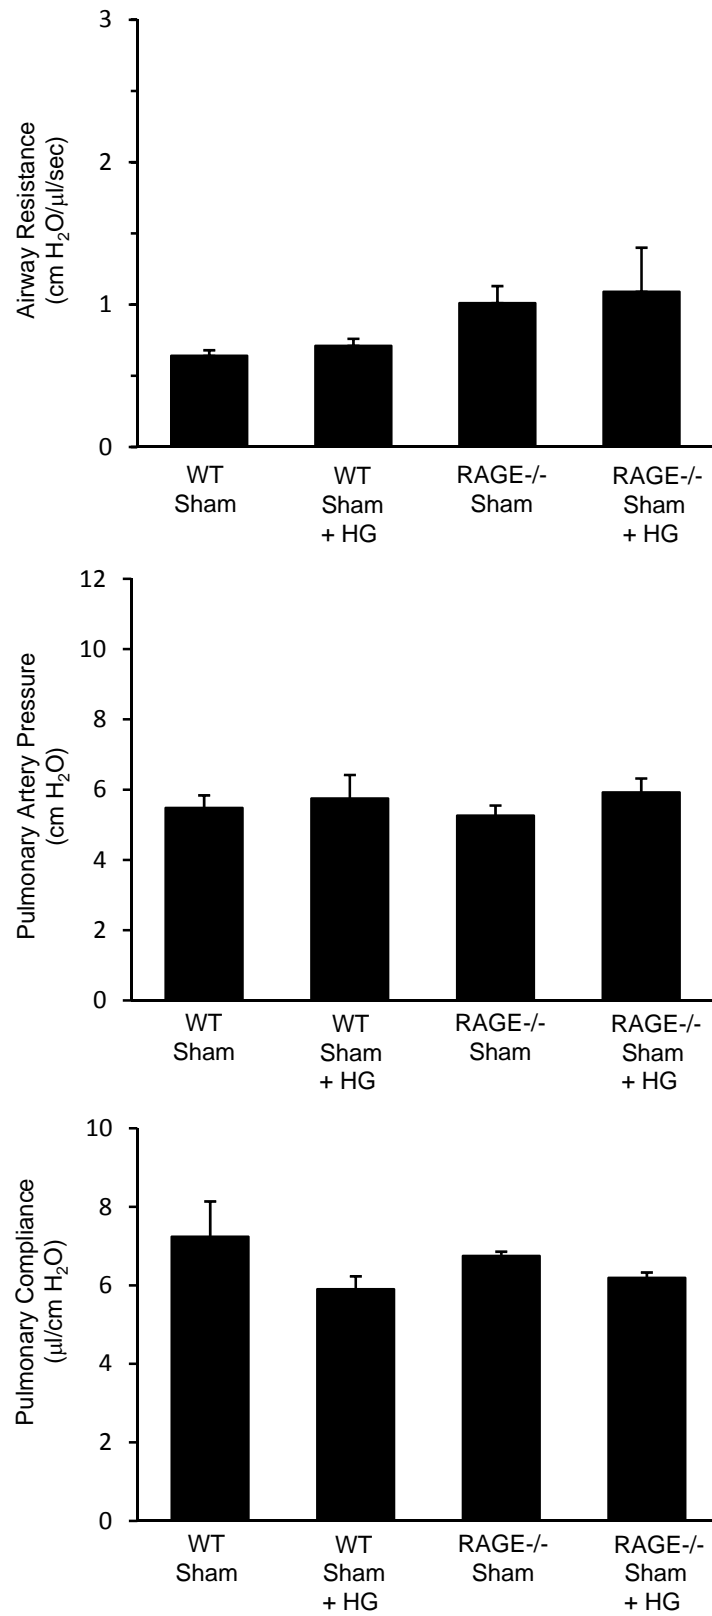 Airway Resistance
(cm H₂O/µl/sec)
3
2
1
0
WT
Sham
WT
Sham
+ HG
RAGE-/-
Sham
RAGE-/-
Sham
+ HG
Pulmonary Artery Pressure
(cm H₂O)
12
10
8
6
4
2
0
WT
Sham
WT
Sham
+ HG
RAGE-/-
Sham
RAGE-/-
Sham
+ HG
Pulmonary Compliance
(µl/cm H₂O)
10
8
6
4
2
0
WT
Sham
WT
Sham
+ HG
RAGE-/-
Sham
RAGE-/-
Sham
+ HG